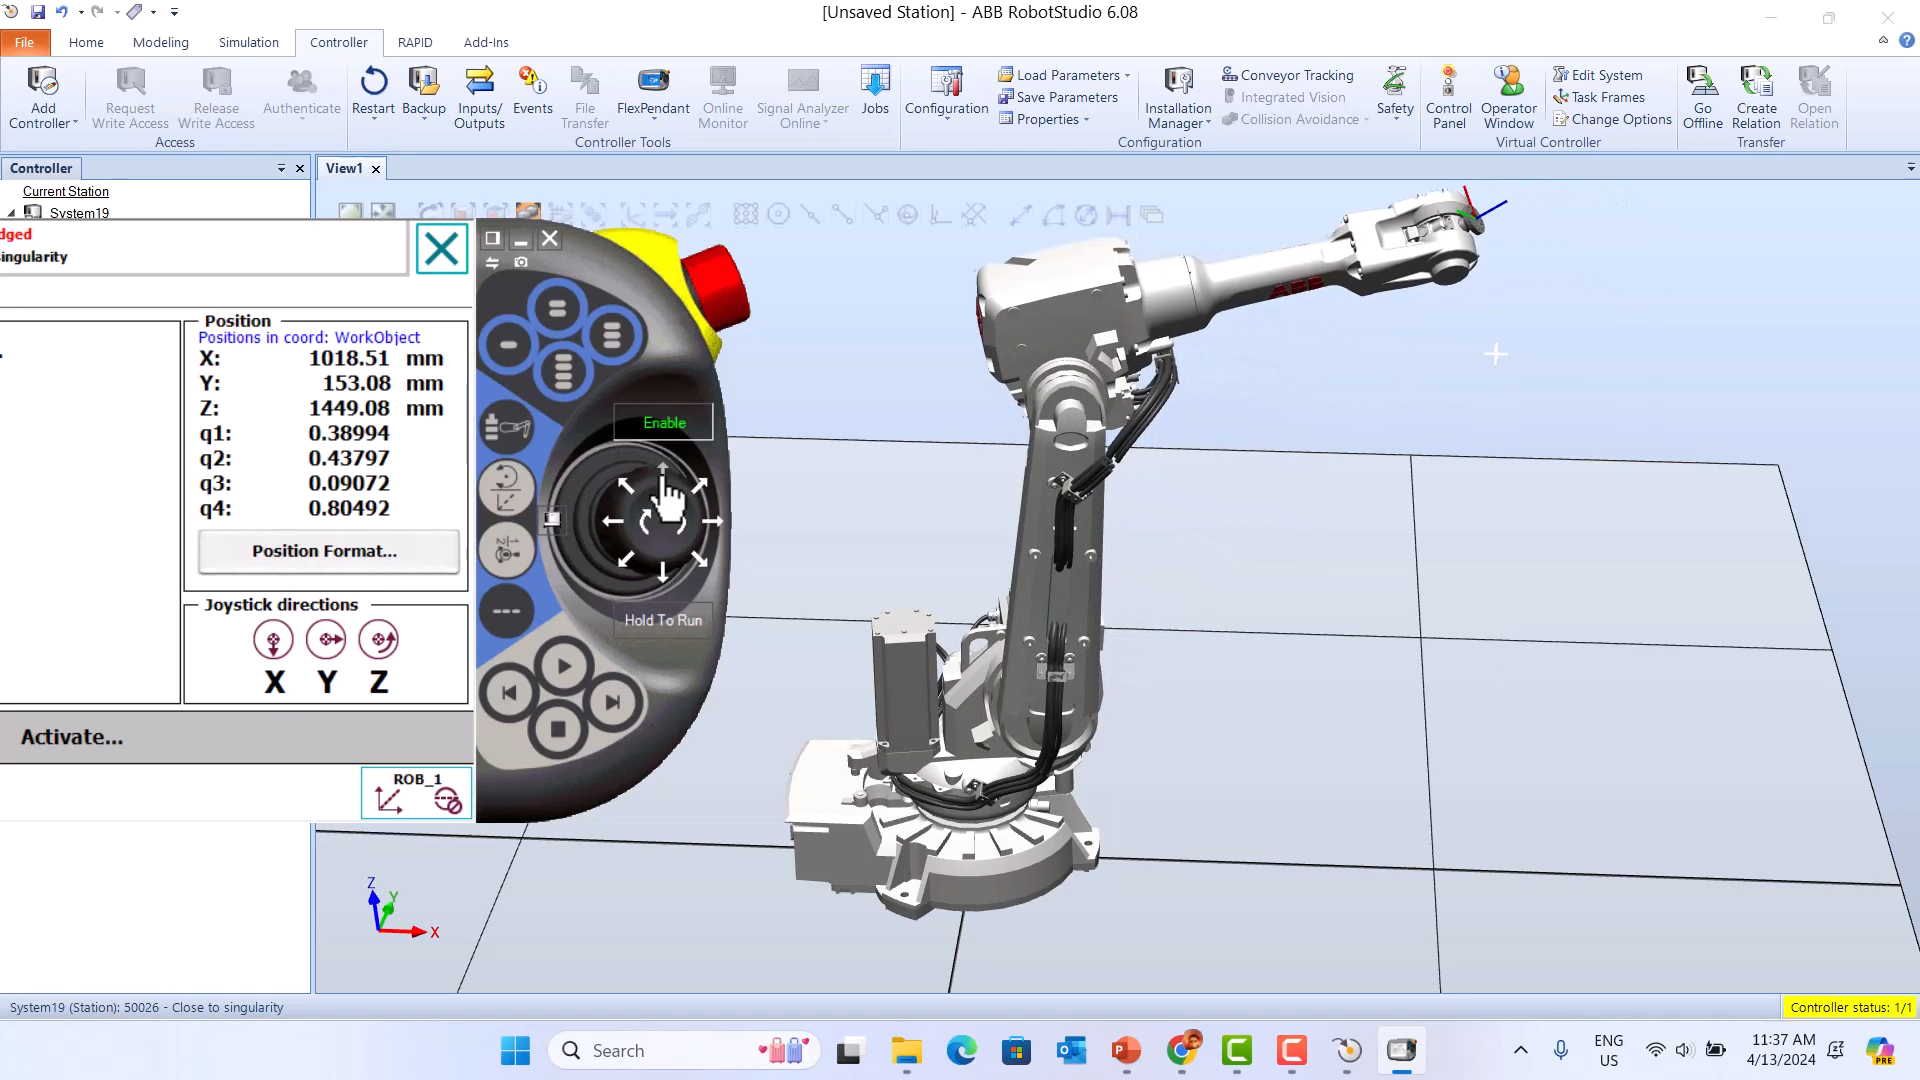 [Unsaved Station] - ABB RobotStudio 6.08
File Home Modeling Simulation Controller RAPID Add-Ins
Add Controller
Request Write Access
Release Write Access
Authenticate
Access
Restart
Backup
Inputs/ Outputs
Events
File Transfer
FlexPendant
Online Monitor
Signal Analyzer Online
Jobs
Controller Tools
Configuration
Load Parameters
Save Parameters
Properties
Installation Manager
Conveyor Tracking
Integrated Vision
Collision Avoidance
Safety
Configuration
Control Panel
Operator Window
Edit System
Task Frames
Change Options
Virtual Controller
Go Offline
Create Relation
Open Relation
Transfer
Controller
View1
Current Station
System19
dged
singularity
Position
Positions in coord: WorkObject
X: 1018.51 mm
Y: 153.08 mm
Z: 1449.08 mm
q1: 0.38994
q2: 0.43797
q3: 0.09072
q4: 0.80492
Position Format...
Joystick directions
X Y Z
Activate...
ROB_1
Enable
Hold To Run
ABB
Z
Y
X
System19 (Station): 50026 - Close to singularity
Controller status: 1/1
Search
ENG
US
11:37 AM
4/13/2024
PRE